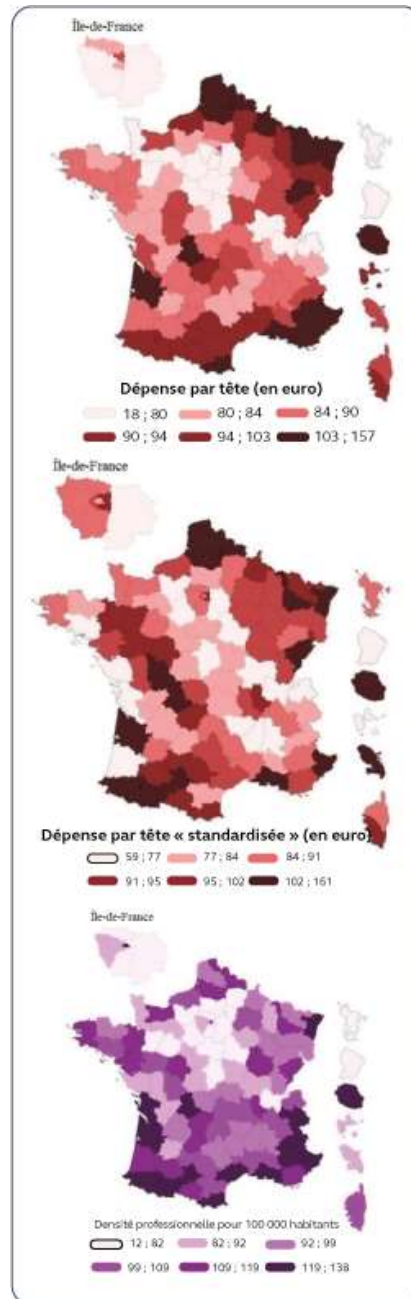 Île-de-France
Dépense par tête (en euro)
18 ; 80 80 ; 84 84 ; 90
90 ; 94 94 ; 103 103 ; 157
Île-de-France
Dépense par tête « standardisée » (en euro)
59 ; 77 77 ; 84 84 ; 91
91 ; 95 95 ; 102 102 ; 161
Île-de-France
Densité professionnelle pour 100 000 habitants
12 ; 82 82 ; 92 92 ; 99
99 ; 109 109 ; 119 119 ; 138